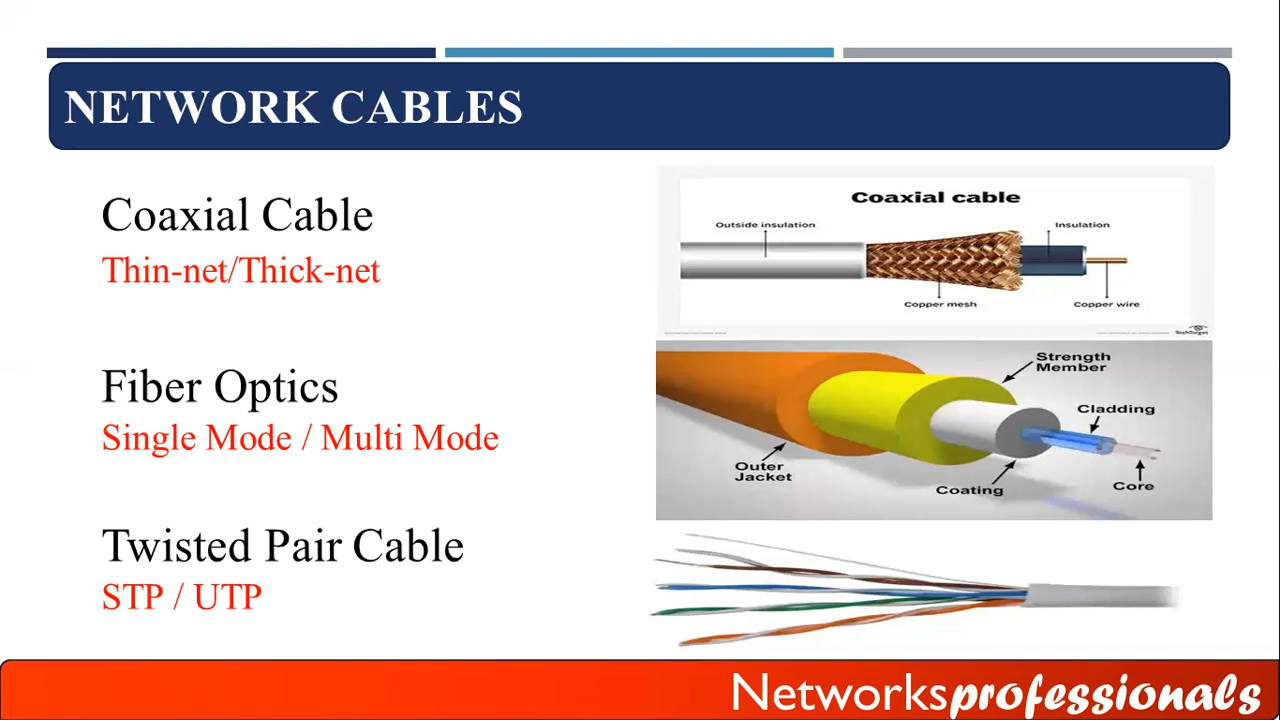 NETWORK CABLES
Coaxial Cable
Thin-net/Thick-net
Fiber Optics
Single Mode / Multi Mode
Twisted Pair Cable
STP / UTP
Coaxial cable
Outside insulation
Insulation
Copper mesh
Copper wire
TechTarget
Strength
Member
Cladding
Outer
Jacket
Coating
Core
Networksprofessionals